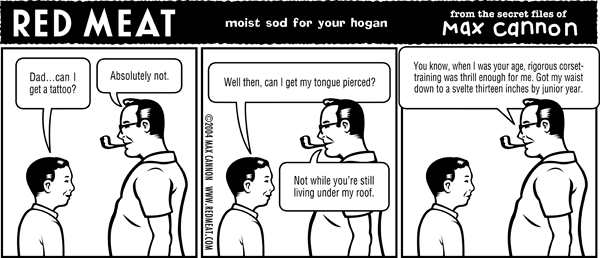 RED MEAT
moist sod for your hogan
from the secret files of
Max cannon
Dad...can I
get a tattoo?
Absolutely not.
©2004 MAX CANNON WWW.REDMEAT.COM
Well then, can I get my tongue pierced?
Not while you're still
living under my roof.
You know, when I was your age, rigorous corset-
training was thrill enough for me. Got my waist
down to a svelte thirteen inches by junior year.